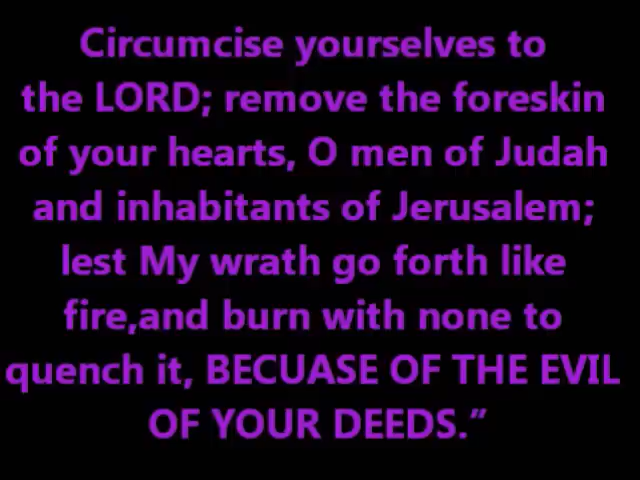 Circumcise yourselves to
the LORD; remove the foreskin
of your hearts, O men of Judah
and inhabitants of Jerusalem;
lest My wrath go forth like
fire,and burn with none to
quench it, BECUASE OF THE EVIL
OF YOUR DEEDS.”